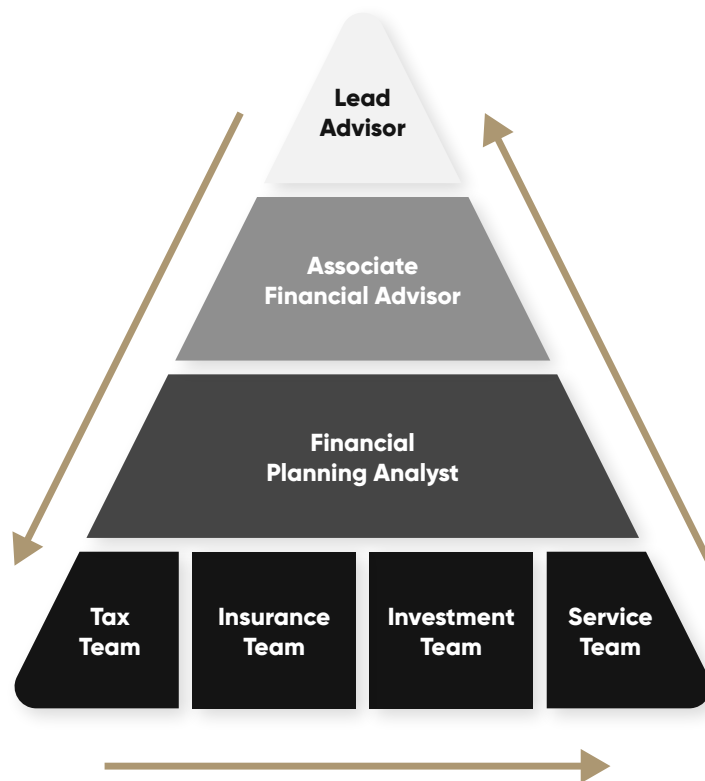 Lead
Advisor
Associate
Financial Advisor
Financial
Planning Analyst
Tax
Team
Insurance
Team
Investment
Team
Service
Team